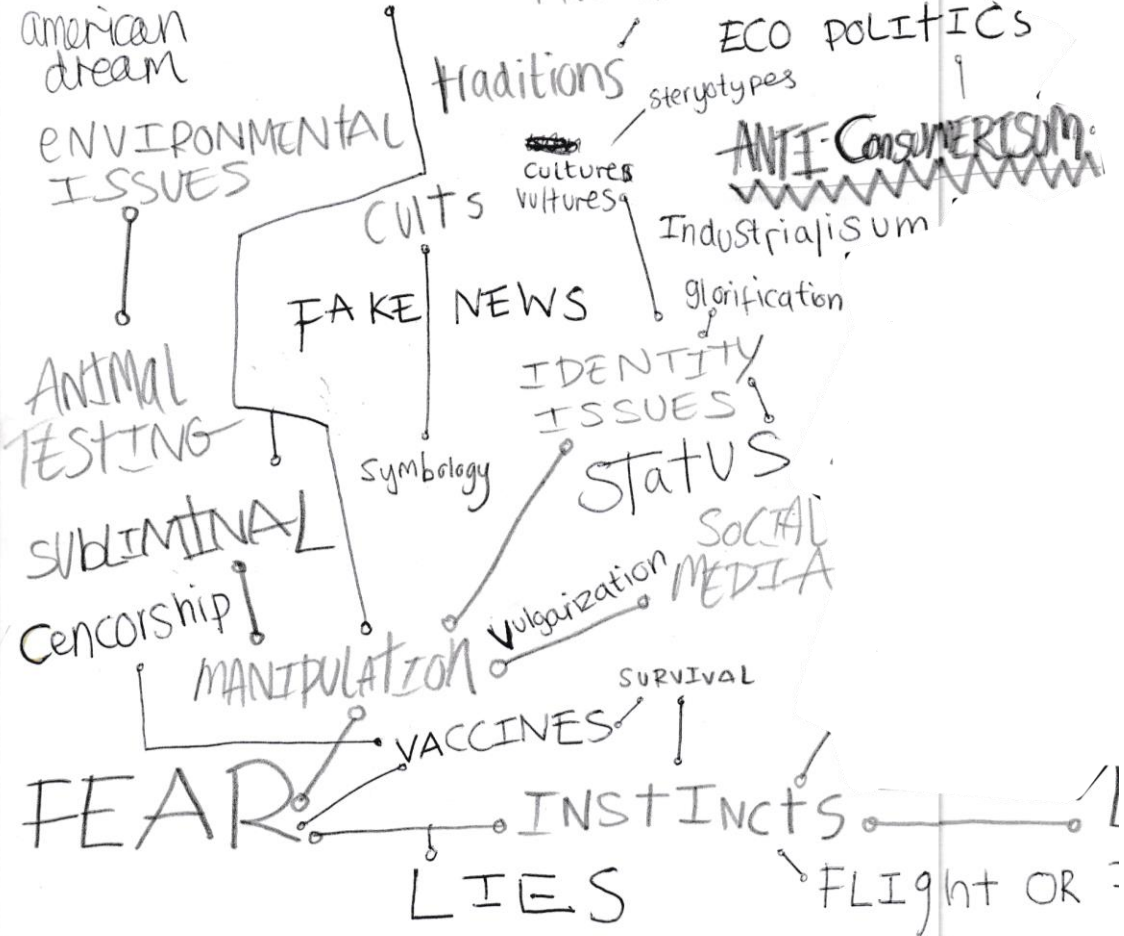 american
dream
ECO POLITICS
traditions
steryotypes
ENVIRONMENTAL
ISSUES
ANTI-ConsumERISUM.
cultures
vultures
CULTS
Industrialisum
glorification
FAKE NEWS
IDENTITY
ISSUES
ANIMAL
TESTING
STATUS
symbology
SUBLIMINAL
SOCIAL
MEDIA
Vulgarization
Cencorship
MANIPULATION
SURVIVAL
VACCINES
FEAR
INSTINCTS
LIES
FLIght OR